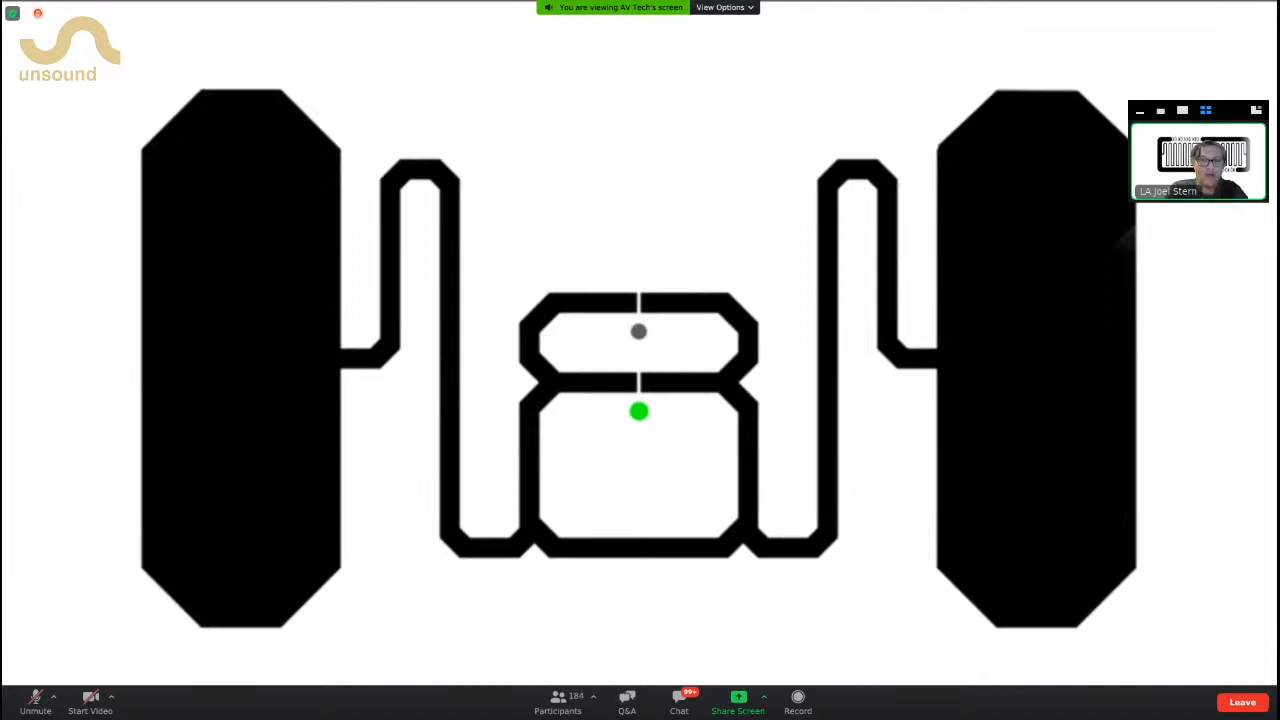 You are viewing AV Tech's screen
View Options
unsound
LA Joel Stern
Unmute
Start Video
184
Participants
Q&A
99+
Chat
Share Screen
Record
Leave